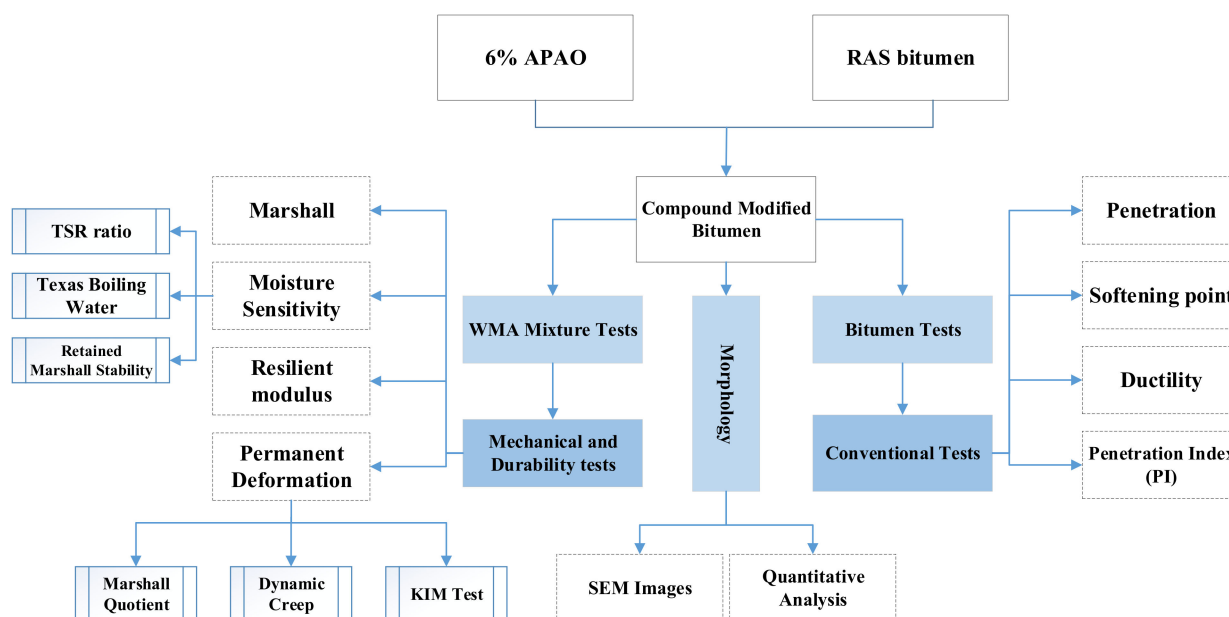 6% APAO
RAS bitumen
Compound Modified
Bitumen
Marshall
Penetration
TSR ratio
Texas Boiling
Water
Retained
Marshall Stability
Moisture
Sensitivity
WMA Mixture Tests
Morphology
Bitumen Tests
Softening point
Resilient
modulus
Ductility
Permanent
Deformation
Mechanical and
Durability tests
Conventional Tests
Penetration Index
(PI)
Marshall
Quotient
Dynamic
Creep
KIM Test
SEM Images
Quantitative
Analysis